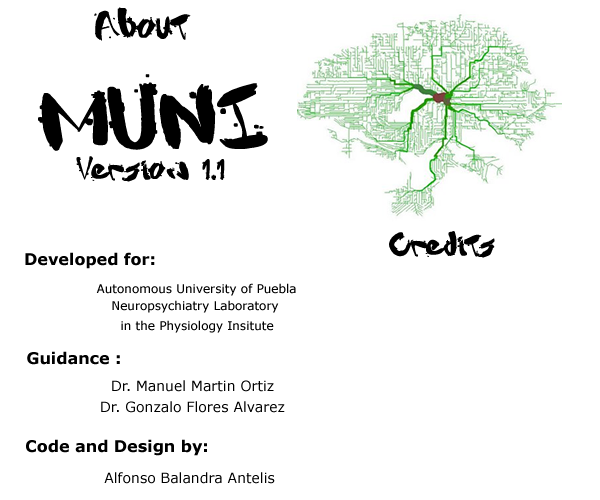 About
MUNI
Version 1.1
Credits
Developed for:
Autonomous University of Puebla
Neuropsychiatry Laboratory
in the Physiology Insitute
Guidance :
Dr. Manuel Martin Ortiz
Dr. Gonzalo Flores Alvarez
Code and Design by:
Alfonso Balandra Antelis